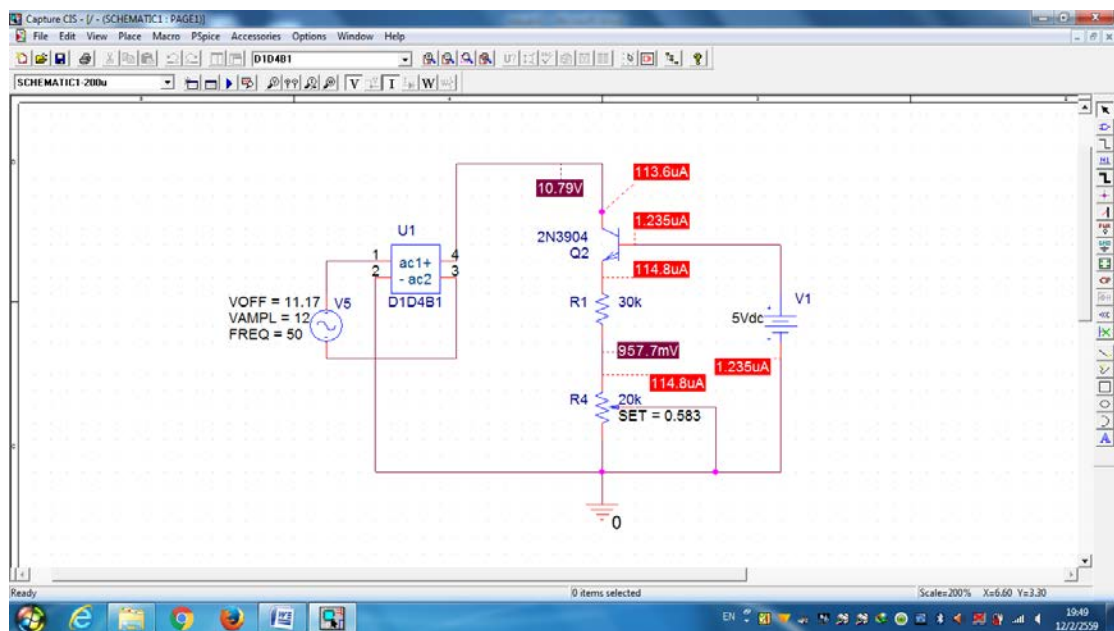 Capture CIS - [/ - (SCHEMATIC1 : PAGE1)]
File Edit View Place Macro PSpice Accessories Options Window Help
D1D4B1
SCHEMATIC1-200u
V I W
113.6uA
10.79V
1.235uA
U1
2N3904
Q2
1 4
ac1+
2 3
- ac2
D1D4B1
114.8uA
VOFF = 11.17
VAMPL = 12
FREQ = 50
V5
R1 30k
V1
5Vdc
957.7mV
1.235uA
114.8uA
R4 20k
SET = 0.583
0
Ready
0 items selected
Scale=200% X=6.60 Y=3.30
EN
19:49
12/2/2559